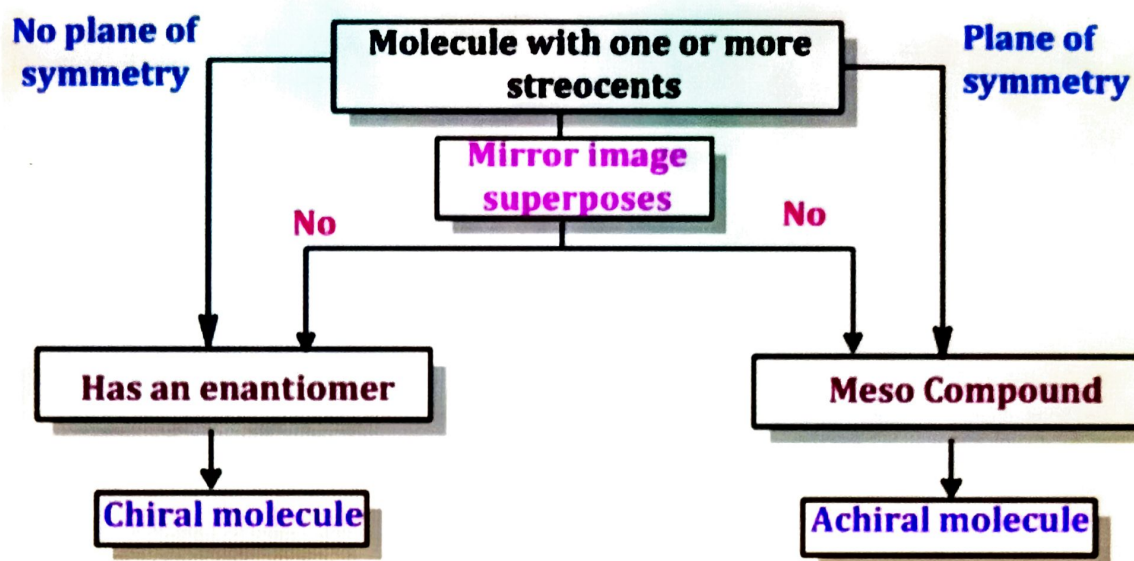 No plane of
symmetry
Molecule with one or more
streocents
Plane of
symmetry
Mirror image
superposes
No
No
Has an enantiomer
Meso Compound
Chiral molecule
Achiral molecule